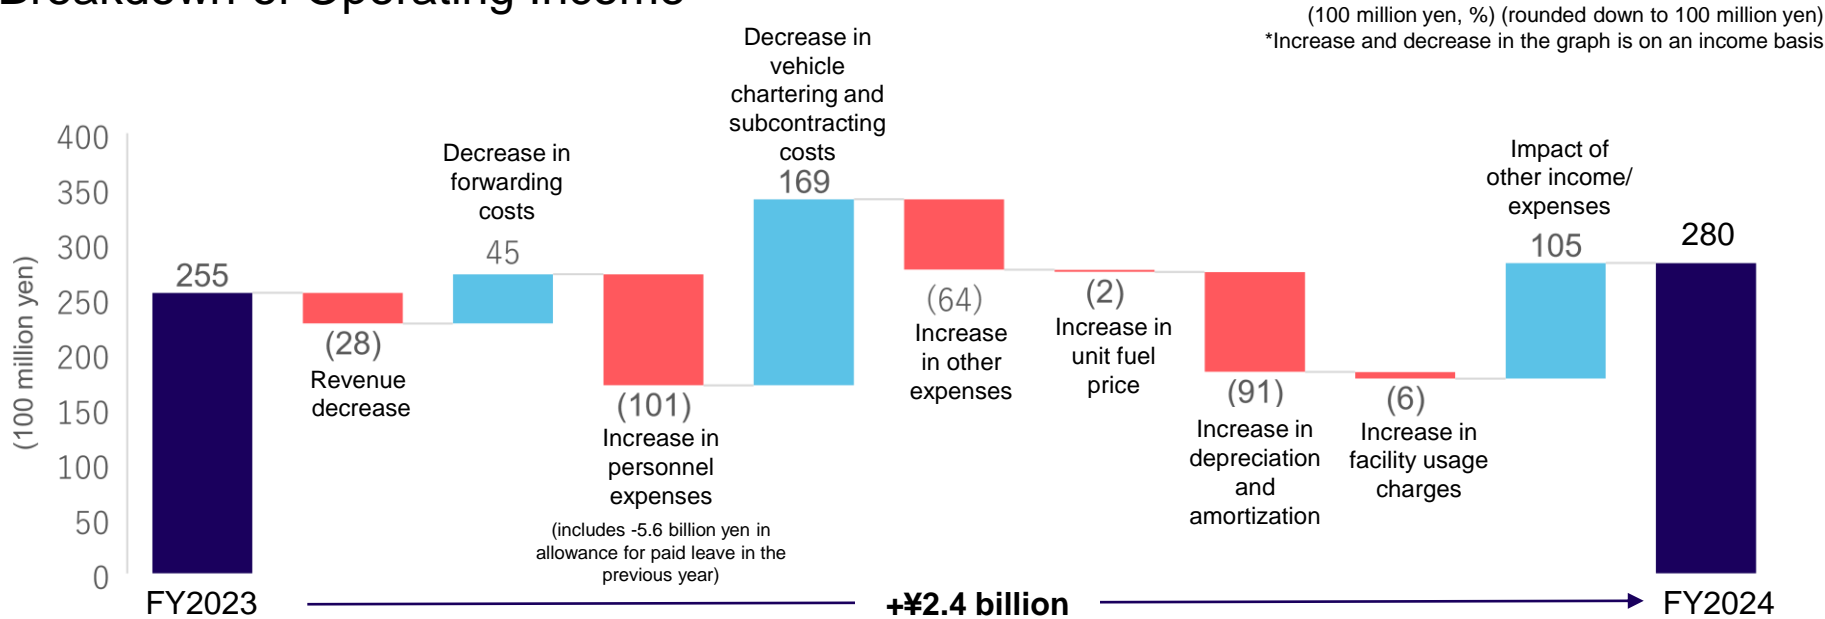 Breakdown of Operating Income
(100 million yen, %) (rounded down to 100 million yen)
*Increase and decrease in the graph is on an income basis
(100 million yen)
400
350
300
250
200
150
100
50
0
255
FY2023
(28)
Revenue
decrease
Decrease in
forwarding
costs
45
(101)
Increase in
personnel
expenses
(includes -5.6 billion yen in
allowance for paid leave in the
previous year)
Decrease in
vehicle
chartering and
subcontracting
costs
169
(64)
Increase
in other
expenses
(2)
Increase in
unit fuel
price
(91)
Increase in
depreciation
and
amortization
(6)
Increase in
facility usage
charges
Impact of
other income/
expenses
105
280
FY2024
+¥2.4 billion